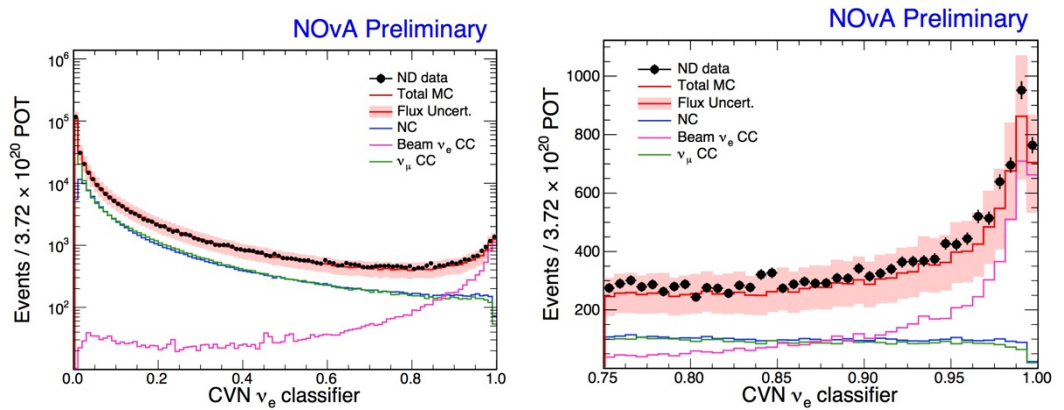 NOvA Preliminary
Events / 3.72 × 10²⁰ POT
10⁶
10⁵
10⁴
10³
10²
10
ND data
Total MC
Flux Uncert.
NC
Beam νₑ CC
ν_μ CC
0.0 0.2 0.4 0.6 0.8 1.0
CVN νₑ classifier
NOvA Preliminary
Events / 3.72 × 10²⁰ POT
1000
800
600
400
200
ND data
Total MC
Flux Uncert.
NC
Beam νₑ CC
ν_μ CC
0.75 0.80 0.85 0.90 0.95 1.00
CVN νₑ classifier